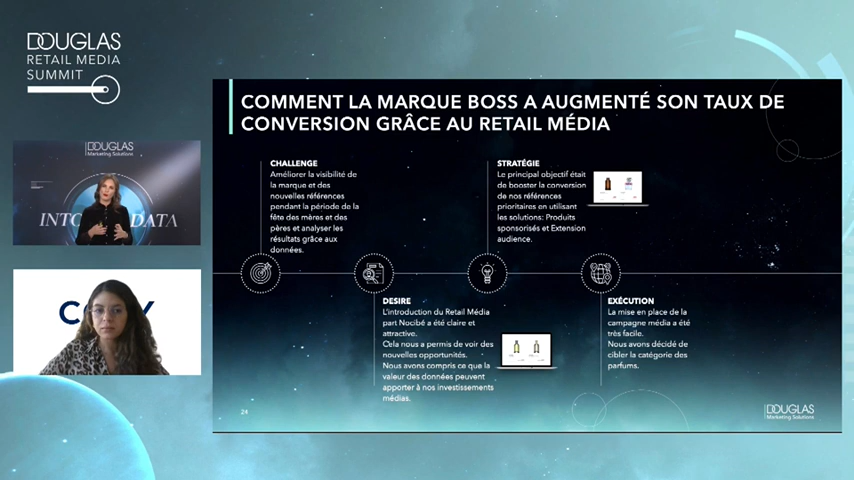 DOUGLAS
RETAIL MEDIA
SUMMIT
DOUGLAS
Marketing Solutions
DATA
COMMENT LA MARQUE BOSS A AUGMENTÉ SON TAUX DE
CONVERSION GRÂCE AU RETAIL MÉDIA
CHALLENGE
Améliorer la visibilité de
la marque et des
nouvelles références
pendant la période de la
fête des mères et des
pères et analyser les
résultats grâce aux
données.
STRATÉGIE
Le principal objectif était
de booster la conversion
de nos références
prioritaires en utilisant
les solutions: Produits
sponsorisés et Extension
audience.
DESIRE
L'introduction du Retail Média
part Nocibé a été claire et
attractive.
Cela nous a permis de voir des
nouvelles opportunités.
Nous avons compris ce que la
valeur des données peuvent
apporter à nos investissements
médias.
EXÉCUTION
La mise en place de la
campagne média a été
très facile.
Nous avons décidé de
cibler la catégorie des
parfums.
24
DOUGLAS
Marketing Solutions